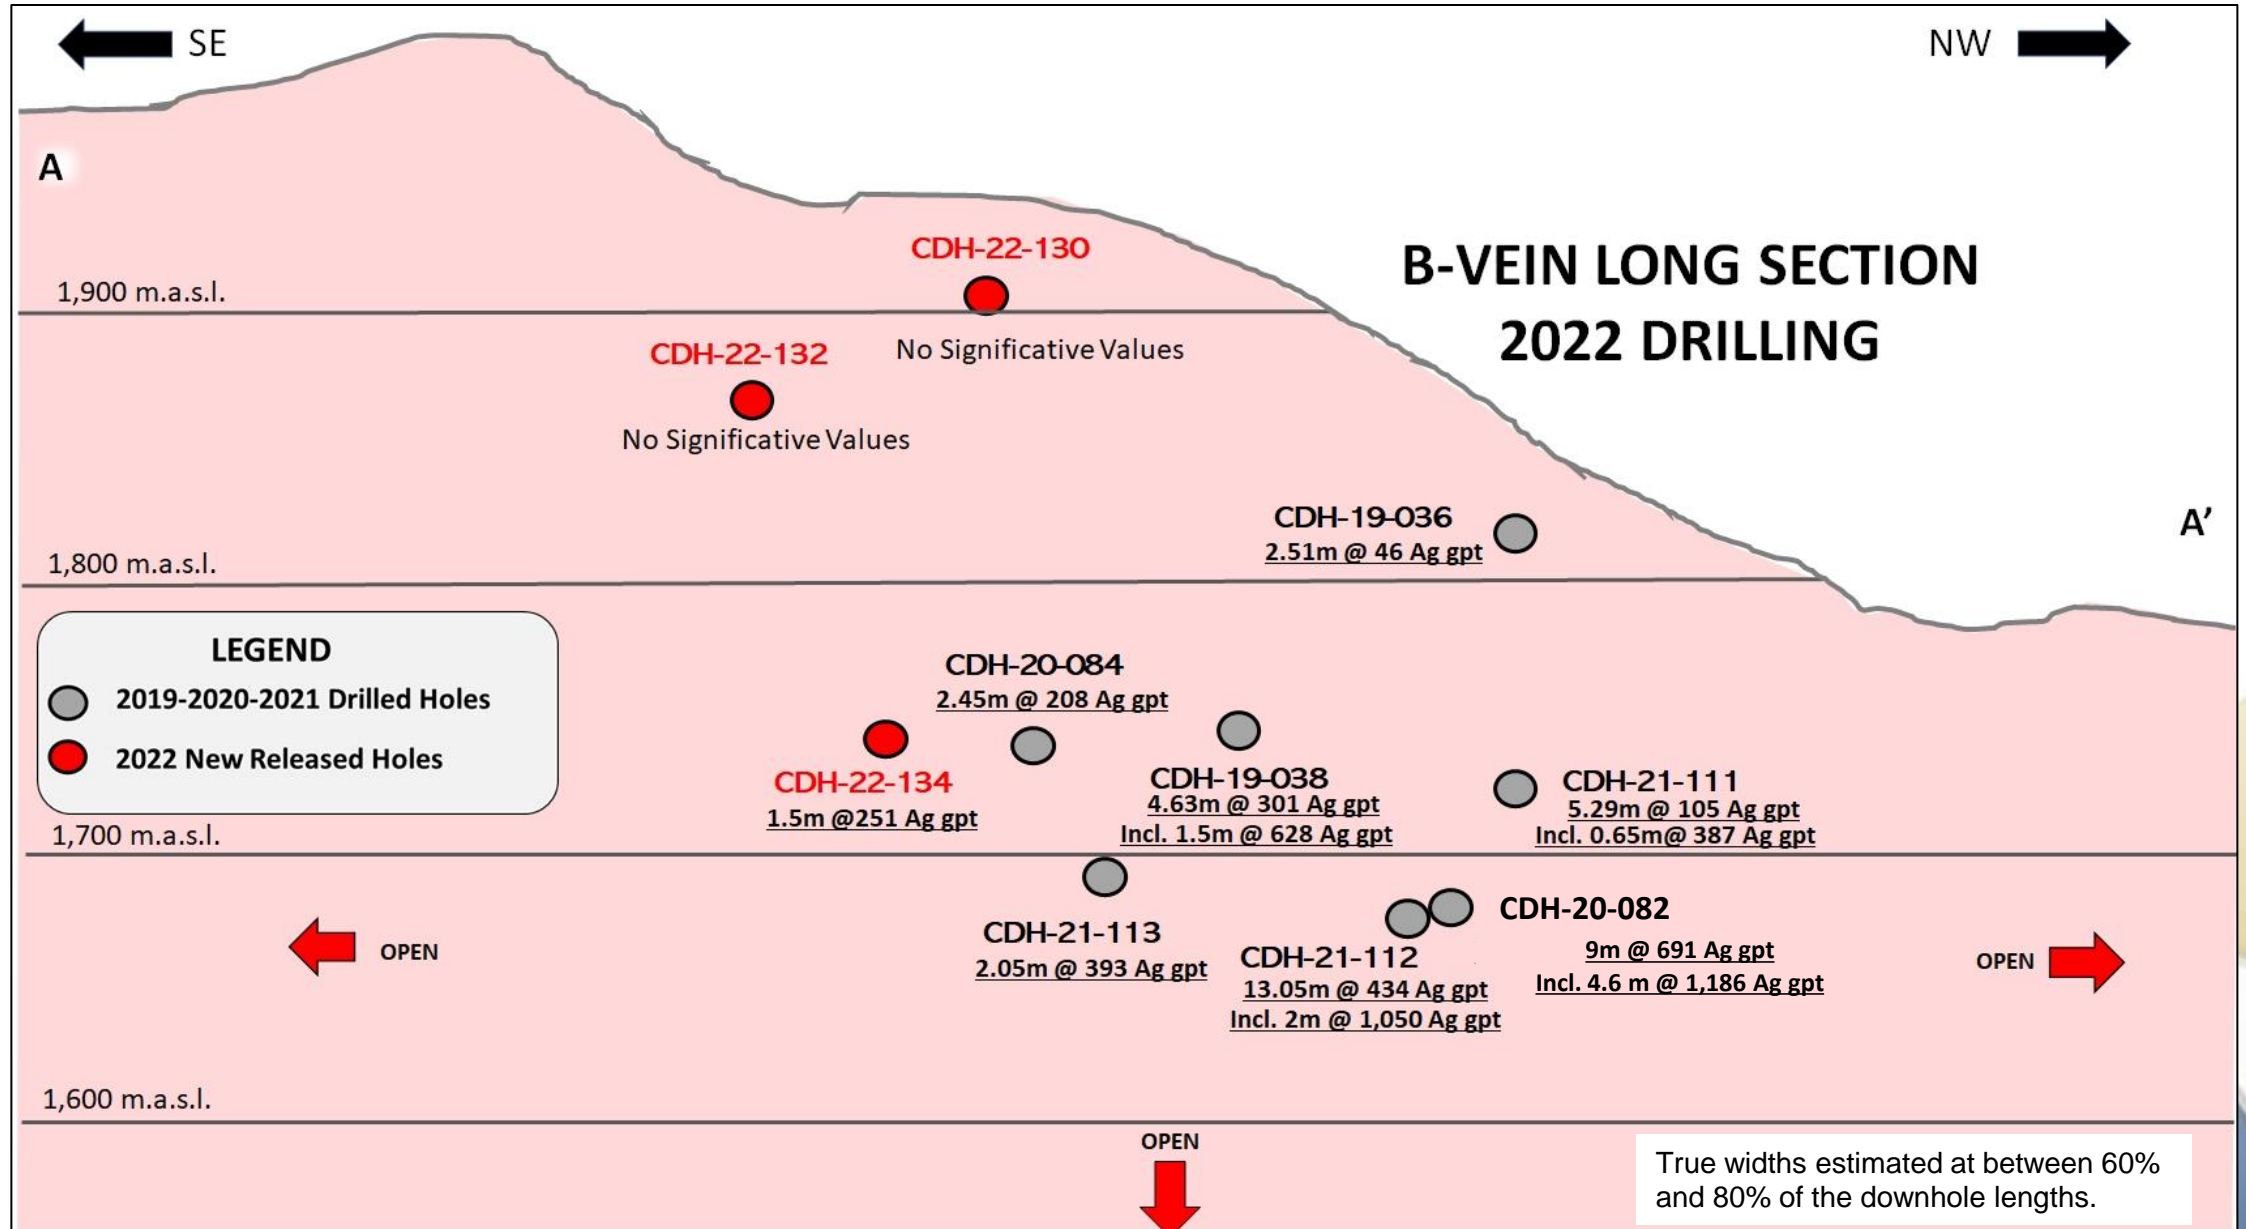 SE
NW
A
CDH-22-130
1,900 m.a.s.l.
B-VEIN LONG SECTION
2022 DRILLING
No Significative Values
CDH-22-132
No Significative Values
CDH-19-036
2.51m @ 46 Ag gpt
A’
1,800 m.a.s.l.
LEGEND
2019-2020-2021 Drilled Holes
2022 New Released Holes
CDH-20-084
2.45m @ 208 Ag gpt
CDH-22-134
1.5m @251 Ag gpt
CDH-19-038
4.63m @ 301 Ag gpt
Incl. 1.5m @ 628 Ag gpt
CDH-21-111
5.29m @ 105 Ag gpt
Incl. 0.65m@ 387 Ag gpt
1,700 m.a.s.l.
OPEN
CDH-21-113
2.05m @ 393 Ag gpt
CDH-21-112
13.05m @ 434 Ag gpt
Incl. 2m @ 1,050 Ag gpt
CDH-20-082
9m @ 691 Ag gpt
Incl. 4.6 m @ 1,186 Ag gpt
OPEN
1,600 m.a.s.l.
OPEN
True widths estimated at between 60%
and 80% of the downhole lengths.